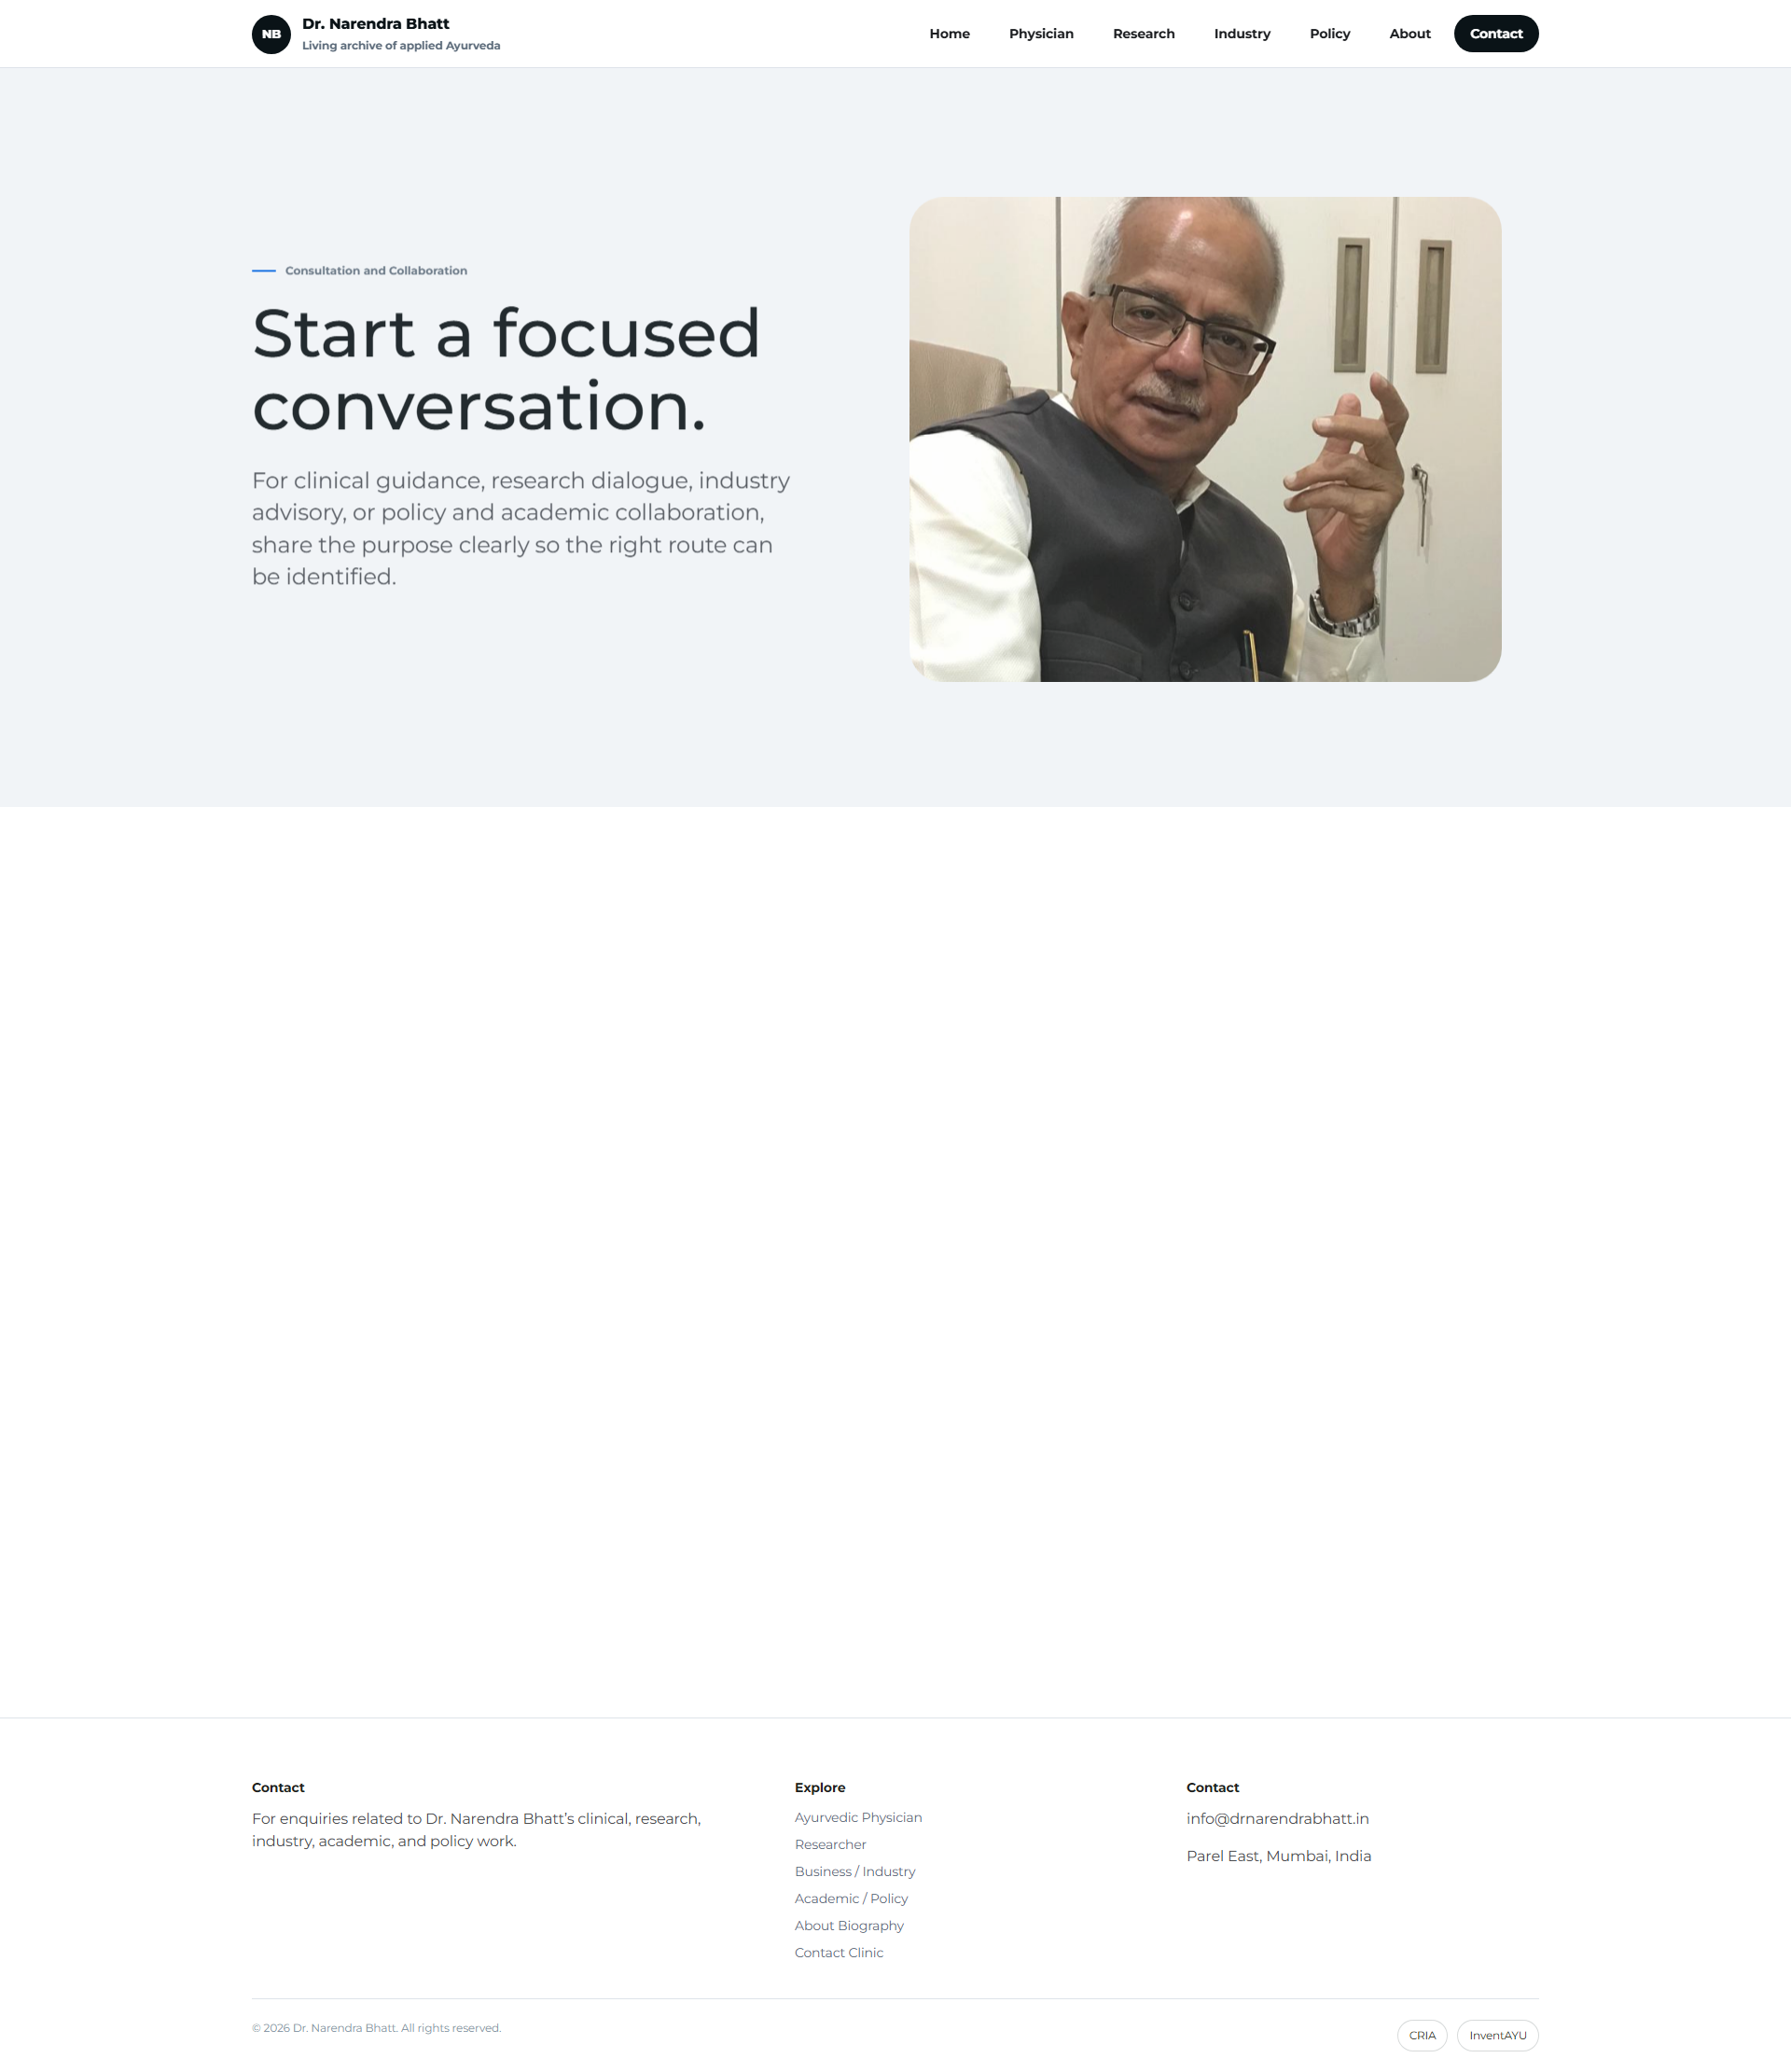 NB
Dr. Narendra Bhatt
Living archive of applied Ayurveda
Home
Physician
Research
Industry
Policy
About
Contact
Consultation and Collaboration
Start a focused
conversation.
For clinical guidance, research dialogue, industry
advisory, or policy and academic collaboration,
share the purpose clearly so the right route can
be identified.
Contact
For enquiries related to Dr. Narendra Bhatt’s clinical, research,
industry, academic, and policy work.
Explore
Ayurvedic Physician
Researcher
Business / Industry
Academic / Policy
About Biography
Contact Clinic
Contact
info@drnarendrabhatt.in
Parel East, Mumbai, India
© 2026 Dr. Narendra Bhatt. All rights reserved.
CRIA
InventAYU